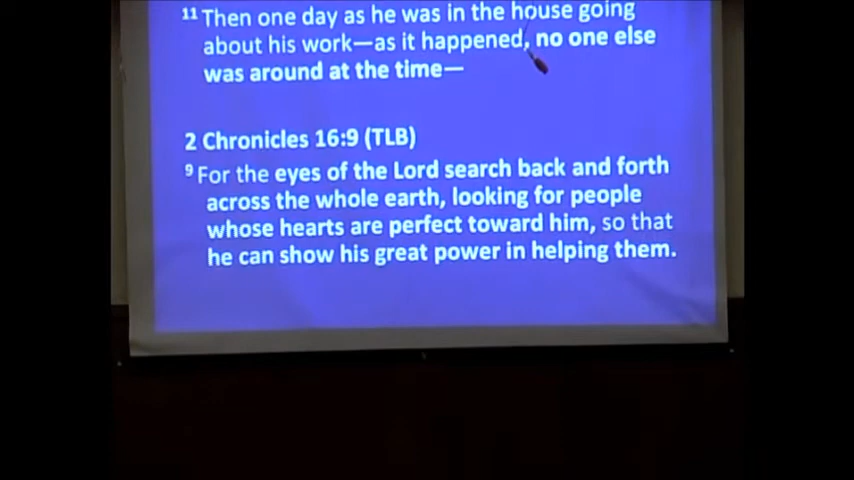 11 Then one day as he was in the house going
about his work—as it happened, no one else
was around at the time—
2 Chronicles 16:9 (TLB)
9 For the eyes of the Lord search back and forth
across the whole earth, looking for people
whose hearts are perfect toward him, so that
he can show his great power in helping them.